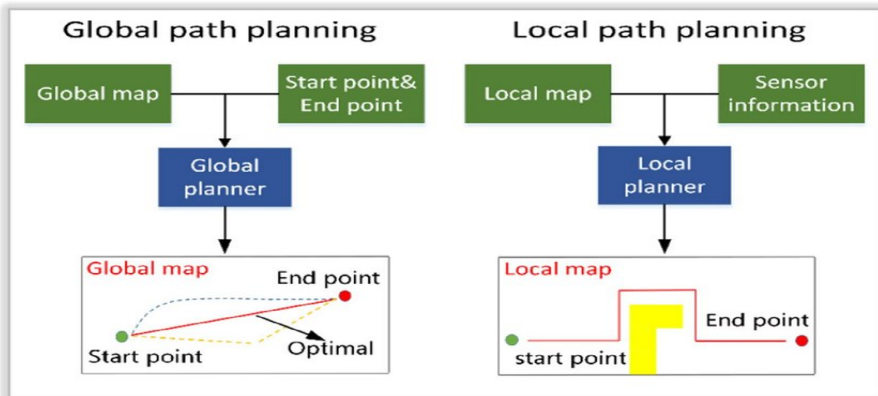 Global path planning
Global map
Start point&
End point
Global
planner
Global map
End point
Start point
Optimal
Local path planning
Local map
Sensor
information
Local
planner
Local map
End point
start point